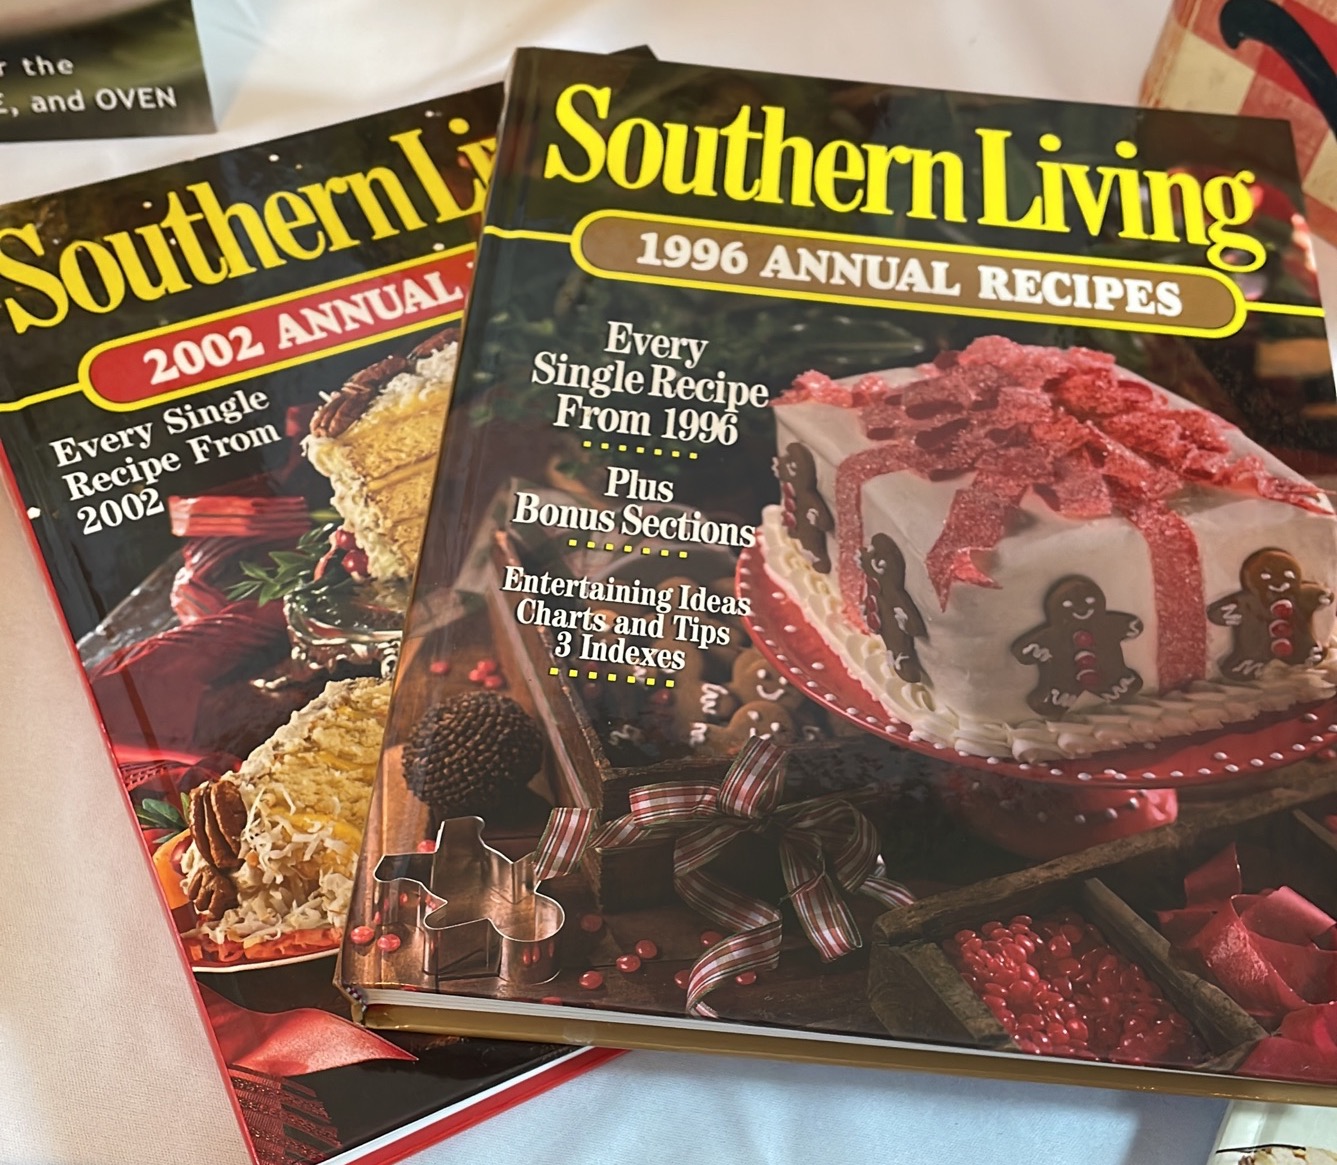 the
and OVEN
Southern Li
2002 ANNUAL
Every Single
Recipe From
2002
Southern Living
1996 ANNUAL RECIPES
Every
Single Recipe
From 1996
Plus
Bonus Sections
Entertaining Ideas
Charts and Tips
3 Indexes